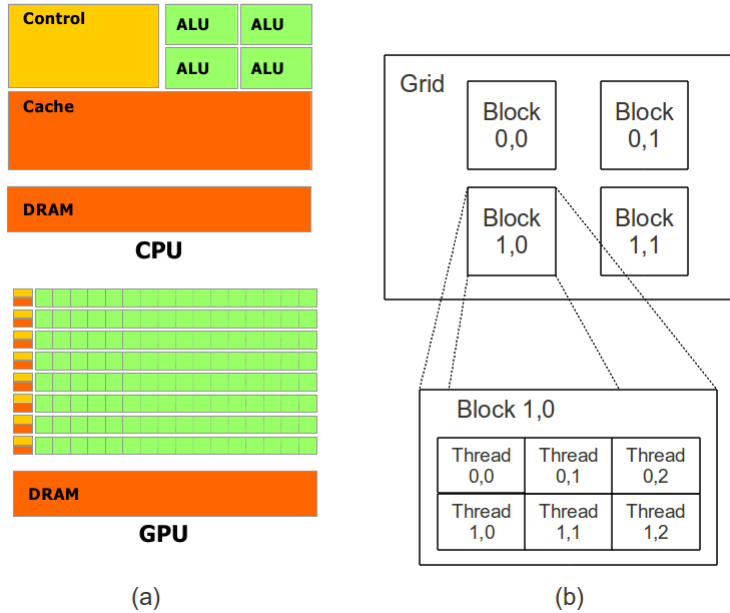 Control
ALU
ALU
ALU
ALU
Cache
DRAM
CPU
DRAM
GPU
(a)
Grid
Block
0,0
Block
0,1
Block
1,0
Block
1,1
Block 1,0
Thread
0,0
Thread
0,1
Thread
0,2
Thread
1,0
Thread
1,1
Thread
1,2
(b)